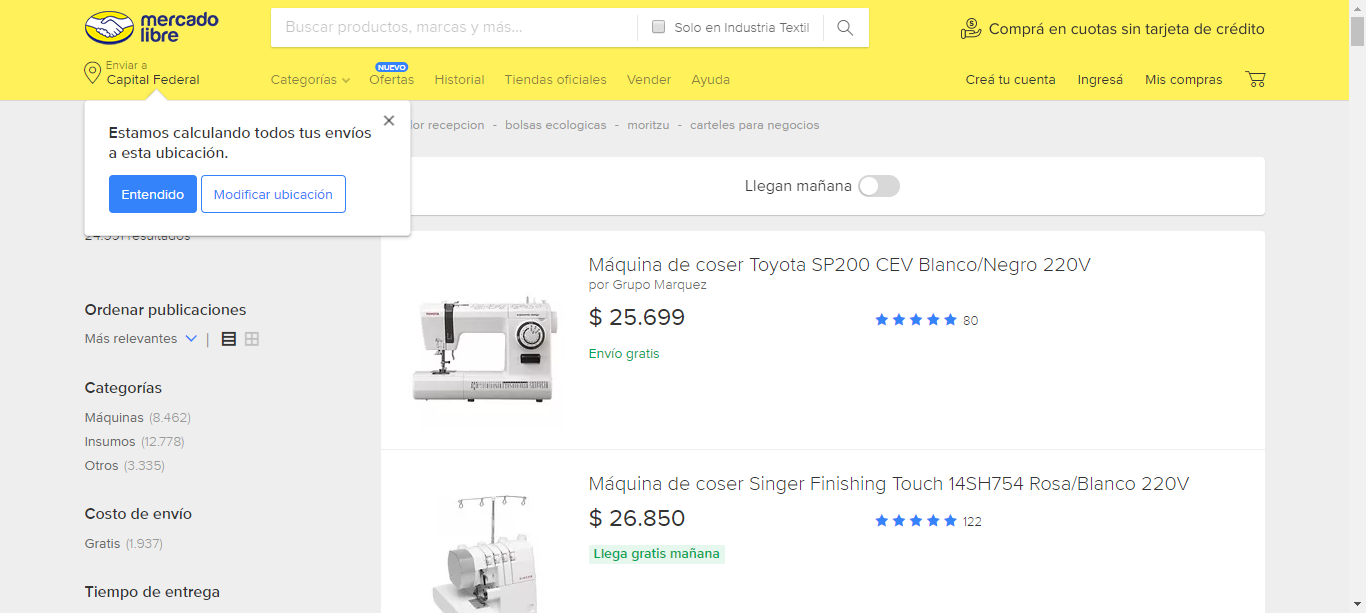 mercado
libre
Buscar productos, marcas y más...
Solo en Industria Textil
Comprá en cuotas sin tarjeta de crédito
Enviar a
Capital Federal
Categorías
NUEVO
Ofertas
Historial
Tiendas oficiales
Vender
Ayuda
Creá tu cuenta
Ingresá
Mis compras
Estamos calculando todos tus envíos
a esta ubicación.
Entendido
Modificar ubicación
recepcion - bolsas ecologicas - moritzu - carteles para negocios
Llegan mañana
24.991 resultados
Ordenar publicaciones
Más relevantes
Categorías
Máquinas (8.462)
Insumos (12.778)
Otros (3.335)
Costo de envío
Gratis (1.937)
Tiempo de entrega
Máquina de coser Toyota SP200 CEV Blanco/Negro 220V
por Grupo Marquez
$ 25.699
80
Envío gratis
Máquina de coser Singer Finishing Touch 14SH754 Rosa/Blanco 220V
$ 26.850
122
Llega gratis mañana